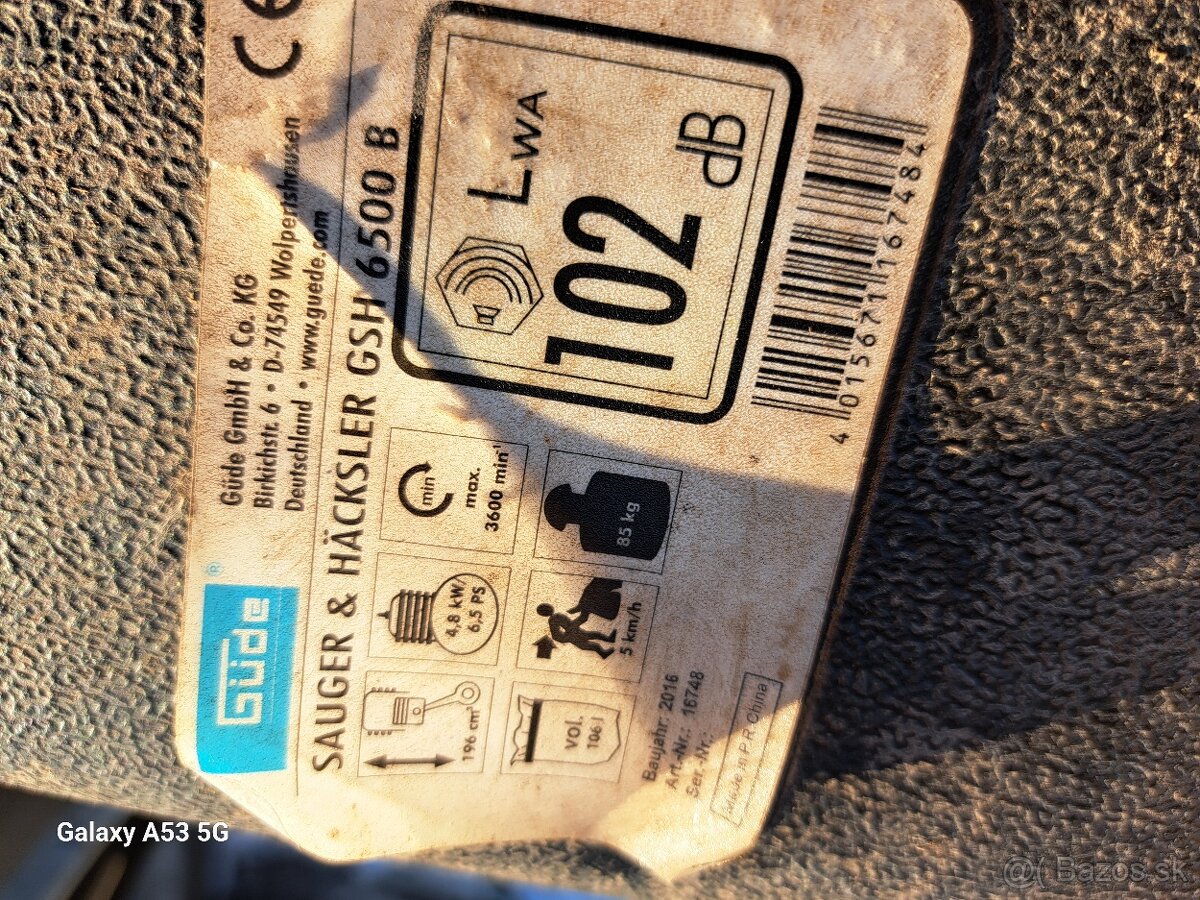 Güde®
Güde GmbH & Co. KG
Birkichstr. 6 • D-74549 Wolpertshausen
Deutschland • www.guede.com
CE
SAUGER & HÄCKSLER GSH 6500 B
196 cm³
4,8 kW/
6,5 PS
min
max.
3600 min⁻¹
VOL.
106 l
5 km/h
85 kg
LWA
102
dB
Baujahr: 2016
Art.-Nr.: 16748
Ser.-Nr.:
Made in P.R. China
4 015671 167484
Galaxy A53 5G
Bazos.sk